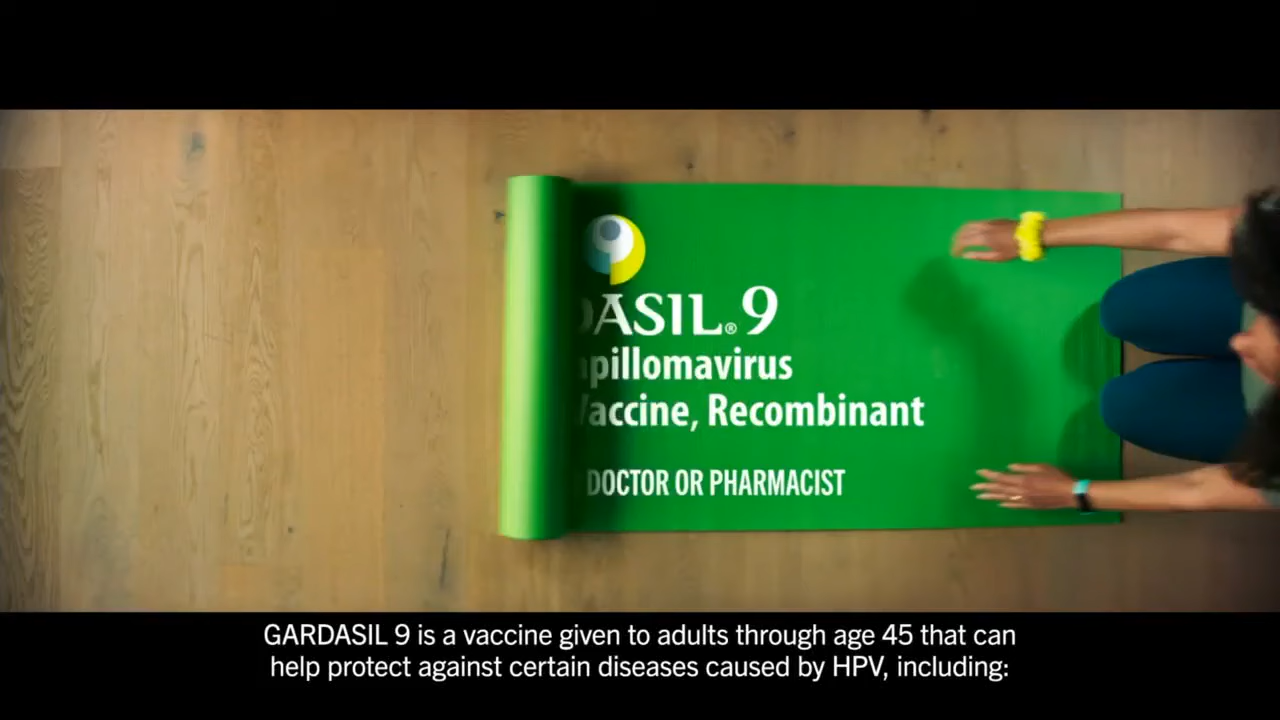 DASIL® 9
apillomavirus
Vaccine, Recombinant
DOCTOR OR PHARMACIST
GARDASIL 9 is a vaccine given to adults through age 45 that can
help protect against certain diseases caused by HPV, including: